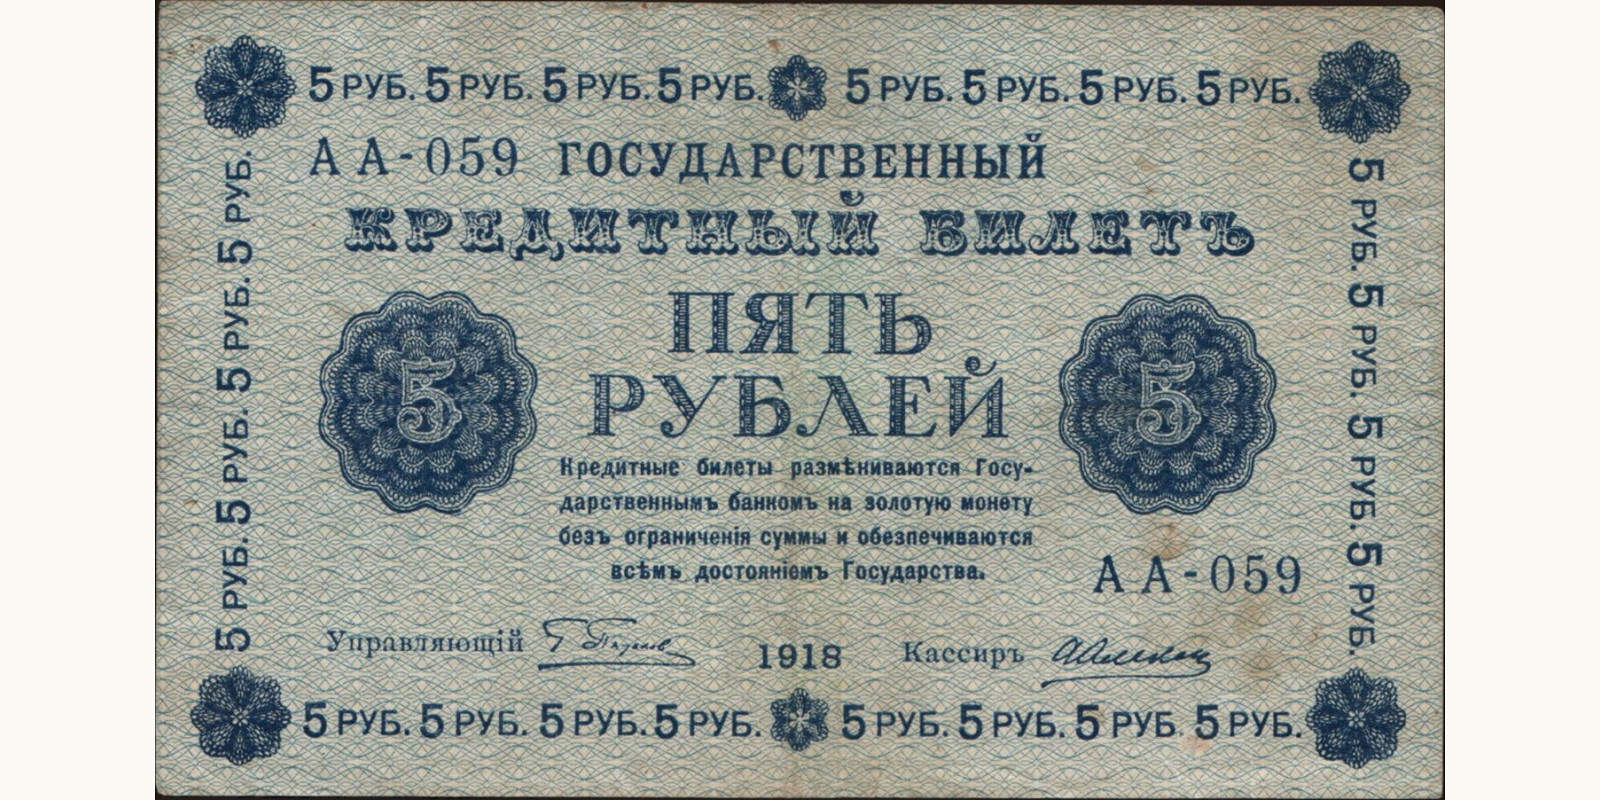 5 РУБ. 5 РУБ. 5 РУБ. 5 РУБ. 5 РУБ. 5 РУБ. 5 РУБ. 5 РУБ.
АА-059 ГОСУДАРСТВЕННЫЙ
КРЕДИТНЫЙ БИЛЕТЪ
5 РУБ. 5 РУБ. 5 РУБ. 5 РУБ.
5 РУБ. 5 РУБ. 5 РУБ. 5 РУБ.
5
ПЯТЬ
РУБЛЕЙ
5
Кредитные билеты размѣниваются Госу-
дарственнымъ банкомъ на золотую монету
безъ ограниченія суммы и обезпечиваются
всѣмъ достояніемъ Государства.
АА-059
Управляющій
1918
Кассиръ
5 РУБ. 5 РУБ. 5 РУБ. 5 РУБ. 5 РУБ. 5 РУБ. 5 РУБ. 5 РУБ.